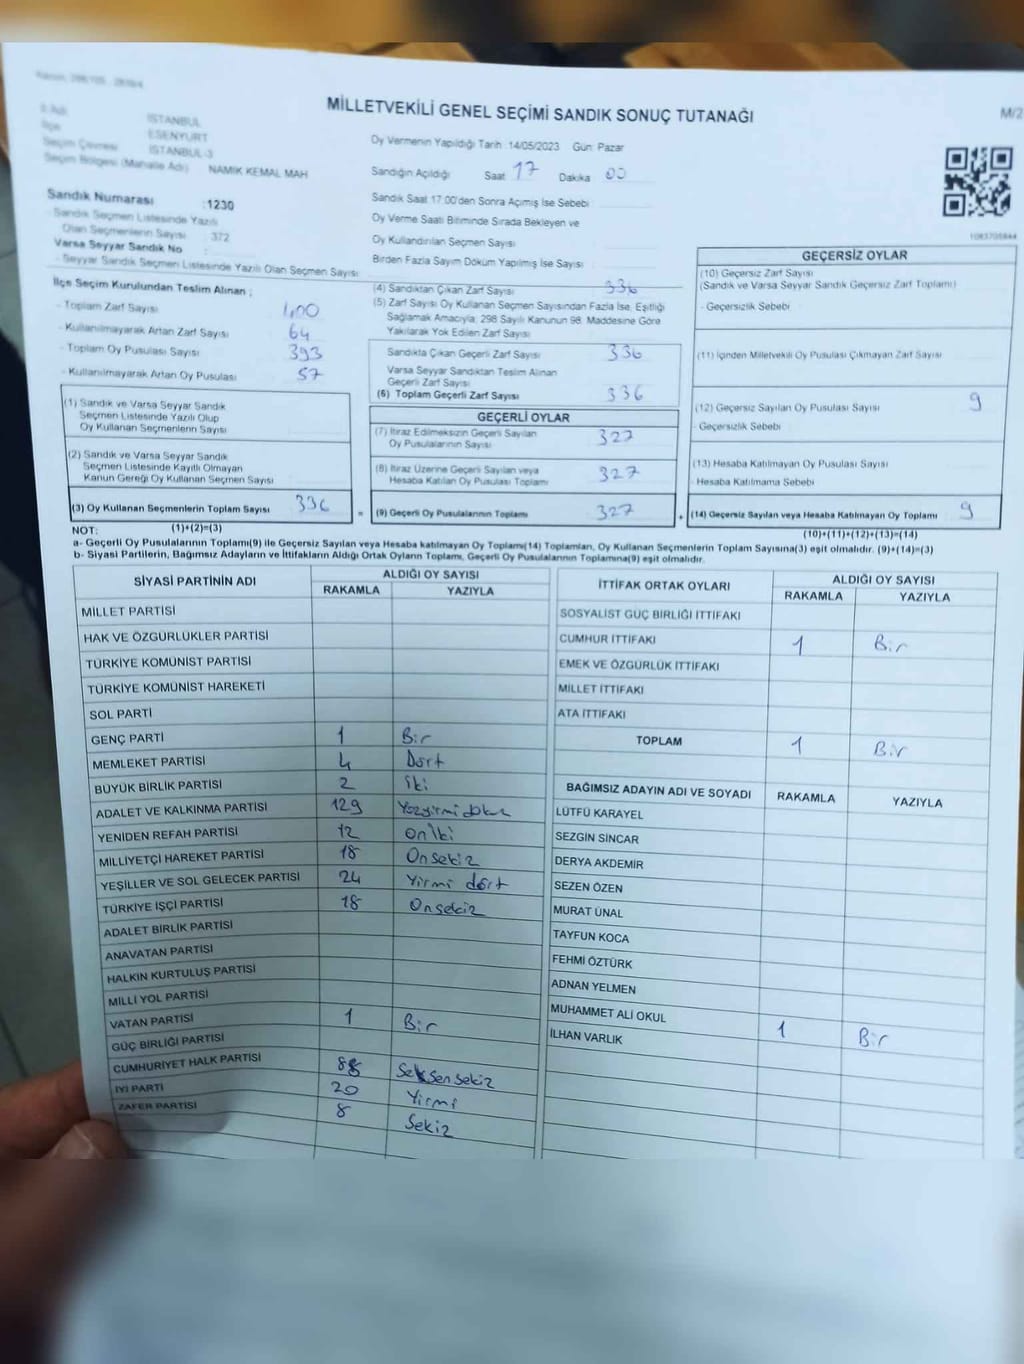 MİLLETVEKİLİ GENEL SEÇİMİ SANDIK SONUÇ TUTANAĞI
M/2
İSTANBUL
İlçe ESENYURT
Seçim Çevresi İSTANBUL-3
Seçim Bölgesi (Mahalle Adı) NAMIK KEMAL MAH
Sandık Numarası :1230
Sandık Seçmen Listesinde Yazılı
Olan Seçmenlerin Sayısı : 372
Varsa Seyyar Sandık No :
- Seyyar Sandık Seçmen Listesinde Yazılı Olan Seçmen Sayısı :
Oy Vermenin Yapıldığı Tarih :14/05/2023 Gün: Pazar
Sandığın Açıldığı Saat 17 Dakika 00
Sandık Saat 17:00'den Sonra Açılmış İse Sebebi
Oy Verme Saati Bitiminde Sırada Bekleyen ve
Oy Kullandırılan Seçmen Sayısı
Birden Fazla Sayım Döküm Yapılmış İse Sayısı
İlçe Seçim Kurulundan Teslim Alınan ;
- Toplam Zarf Sayısı 400
- Kullanılmayarak Artan Zarf Sayısı 64
- Toplam Oy Pusulası Sayısı 393
- Kullanılmayarak Artan Oy Pusulası 57
(1) Sandık ve Varsa Seyyar Sandık
Seçmen Listesinde Yazılı Olup
Oy Kullanan Seçmenlerin Sayısı
(2) Sandık ve Varsa Seyyar Sandık
Seçmen Listesinde Kayıtlı Olmayan
Kanun Gereği Oy Kullanan Seçmen Sayısı
(3) Oy Kullanan Seçmenlerin Toplam Sayısı 336
(1)+(2)=(3)
(4) Sandıktan Çıkan Zarf Sayısı 336
(5) Zarf Sayısı Oy Kullanan Seçmen Sayısından Fazla İse, Eşitliği
Sağlamak Amacıyla; 298 Sayılı Kanunun 98. Maddesine Göre
Yakılarak Yok Edilen Zarf Sayısı
Sandıkta Çıkan Geçerli Zarf Sayısı 336
Varsa Seyyar Sandıktan Teslim Alınan
Geçerli Zarf Sayısı
(6) Toplam Geçerli Zarf Sayısı 336
GEÇERLİ OYLAR
(7) İtiraz Edilmeksizin Geçerli Sayılan
Oy Pusulalarının Sayısı 327
(8) İtiraz Üzerine Geçerli Sayılan veya
Hesaba Katılan Oy Pusulası Toplamı 327
= (9) Geçerli Oy Pusulalarının Toplamı 327 +
GEÇERSİZ OYLAR
(10) Geçersiz Zarf Sayısı
(Sandık ve Varsa Seyyar Sandık Geçersiz Zarf Toplamı)
- Geçersizlik Sebebi
(11) İçinden Milletvekili Oy Pusulası Çıkmayan Zarf Sayısı
(12) Geçersiz Sayılan Oy Pusulası Sayısı 9
- Geçersizlik Sebebi
(13) Hesaba Katılmayan Oy Pusulası Sayısı
- Hesaba Katılmama Sebebi
(14) Geçersiz Sayılan veya Hesaba Katılmayan Oy Toplamı 9
(10)+(11)+(12)+(13)=(14)
NOT:
a- Geçerli Oy Pusulalarının Toplamı(9) ile Geçersiz Sayılan veya Hesaba katılmayan Oy Toplamı(14) Toplamları, Oy Kullanan Seçmenlerin Toplam Sayısına(3) eşit olmalıdır. (9)+(14)=(3)
b- Siyasi Partilerin, Bağımsız Adayların ve İttifakların Aldığı Ortak Oyların Toplamı, Geçerli Oy Pusulalarının Toplamına(9) eşit olmalıdır.
SİYASİ PARTİNİN ADI ALDIĞI OY SAYISI
RAKAMLA YAZIYLA
MİLLET PARTİSİ
HAK VE ÖZGÜRLÜKLER PARTİSİ
TÜRKİYE KOMÜNİST PARTİSİ
TÜRKİYE KOMÜNİST HAREKETİ
SOL PARTİ
GENÇ PARTİ 1 Bir
MEMLEKET PARTİSİ 4 Dört
BÜYÜK BİRLİK PARTİSİ 2 iki
ADALET VE KALKINMA PARTİSİ 129
YENİDEN REFAH PARTİSİ 12 Oniki
MİLLİYETÇİ HAREKET PARTİSİ 18 Onsekiz
YEŞİLLER VE SOL GELECEK PARTİSİ 24 Yirmi dört
TÜRKİYE İŞÇİ PARTİSİ 18 Onsekiz
ADALET BİRLİK PARTİSİ
ANAVATAN PARTİSİ
HALKIN KURTULUŞ PARTİSİ
MİLLİ YOL PARTİSİ
VATAN PARTİSİ 1 Bir
GÜÇ BİRLİĞİ PARTİSİ
CUMHURİYET HALK PARTİSİ 88 Seksensekiz
İYİ PARTİ 20 Yirmi
ZAFER PARTİSİ 8 Sekiz
İTTİFAK ORTAK OYLARI ALDIĞI OY SAYISI
RAKAMLA YAZIYLA
SOSYALİST GÜÇ BİRLİĞİ İTTİFAKI
CUMHUR İTTİFAKI 1 Bir
EMEK VE ÖZGÜRLÜK İTTİFAKI
MİLLET İTTİFAKI
ATA İTTİFAKI
TOPLAM 1 Bir
BAĞIMSIZ ADAYIN ADI VE SOYADI RAKAMLA YAZIYLA
LÜTFÜ KARAYEL
SEZGİN SİNCAR
DERYA AKDEMİR
SEZEN ÖZEN
MURAT ÜNAL
TAYFUN KOCA
FEHMİ ÖZTÜRK
ADNAN YELMEN
MUHAMMET ALİ OKUL
İLHAN VARLIK 1 Bir